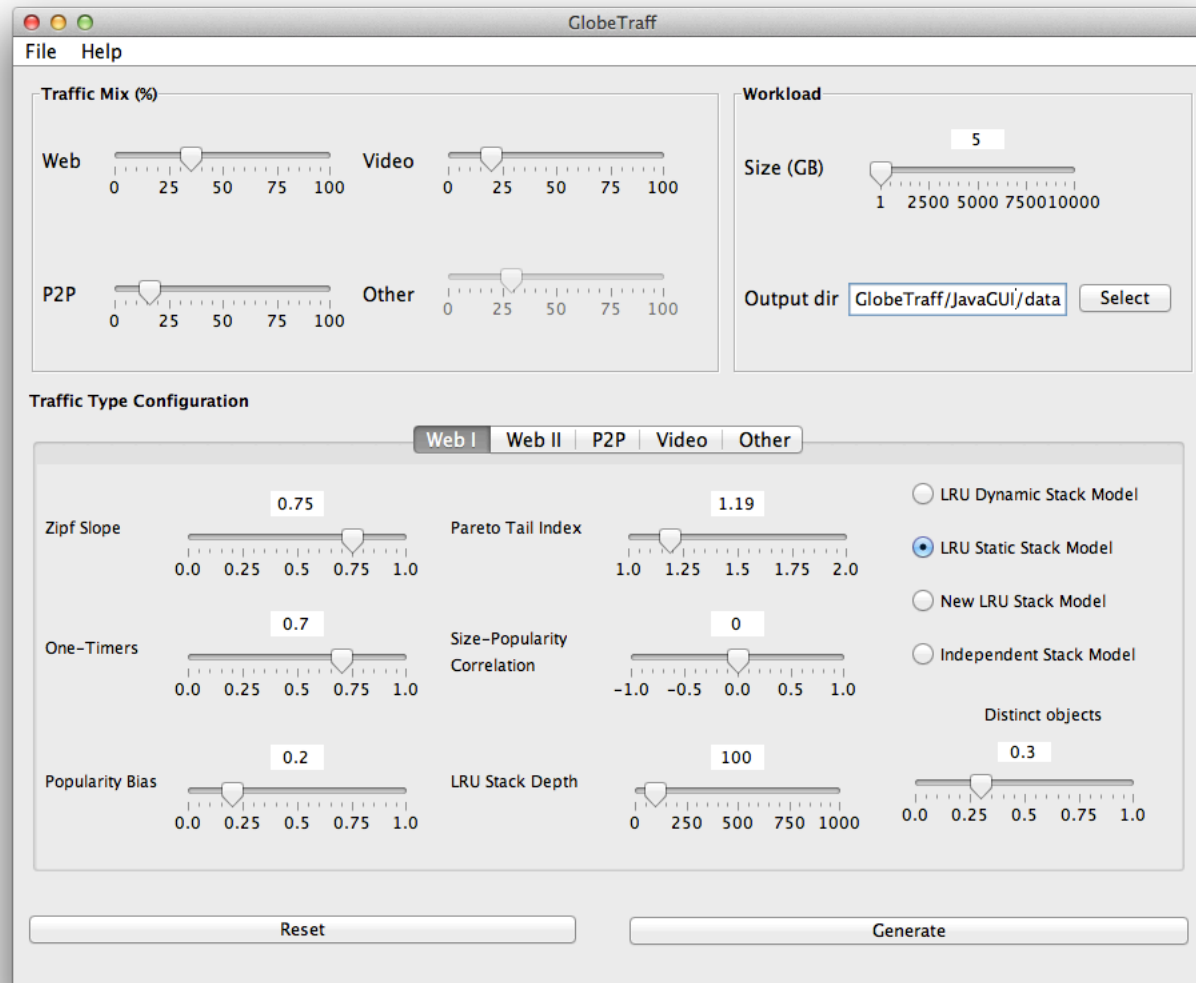 GlobeTraff
File Help
Traffic Mix (%)
Web
0 25 50 75 100
Video
0 25 50 75 100
P2P
0 25 50 75 100
Other
0 25 50 75 100
Workload
5
Size (GB)
1 2500 5000 7500 10000
Output dir GlobeTraff/JavaGUI/data Select
Traffic Type Configuration
Web I Web II P2P Video Other
0.75
Zipf Slope
0.0 0.25 0.5 0.75 1.0
1.19
Pareto Tail Index
1.0 1.25 1.5 1.75 2.0
0.7
One-Timers
0.0 0.25 0.5 0.75 1.0
0
Size-Popularity
Correlation
-1.0 -0.5 0.0 0.5 1.0
0.2
Popularity Bias
0.0 0.25 0.5 0.75 1.0
100
LRU Stack Depth
0 250 500 750 1000
LRU Dynamic Stack Model
LRU Static Stack Model
New LRU Stack Model
Independent Stack Model
Distinct objects
0.3
0.0 0.25 0.5 0.75 1.0
Reset
Generate